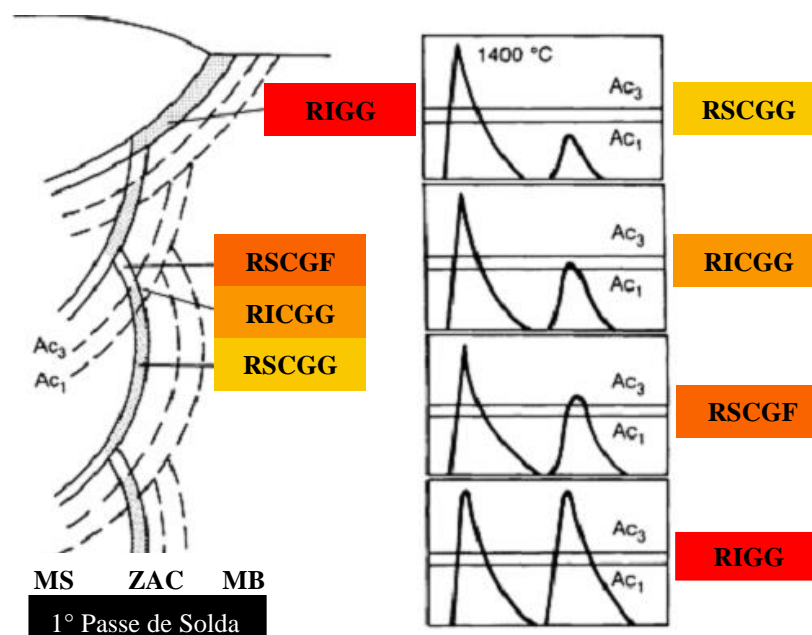 RIGG
RSCGF
RICGG
RSCGG
Ac₃
Ac₁
MS ZAC MB
1° Passe de Solda
1400 °C
Ac₃
Ac₁
RSCGG
Ac₃
Ac₁
RICGG
Ac₃
Ac₁
RSCGF
Ac₃
Ac₁
RIGG